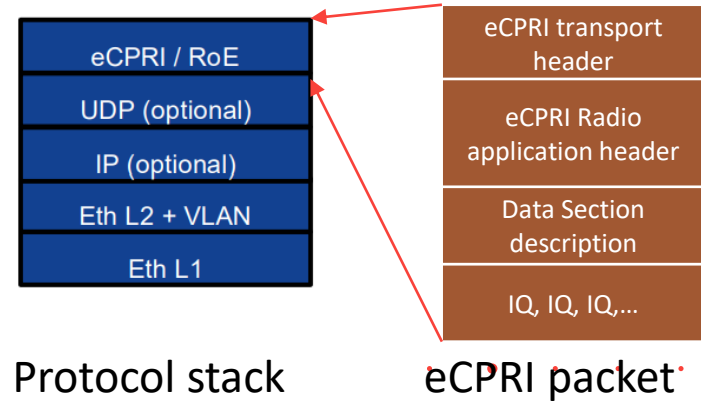 eCPRI / RoE
UDP (optional)
IP (optional)
Eth L2 + VLAN
Eth L1
Protocol stack
eCPRI transport
header
eCPRI Radio
application header
Data Section
description
IQ, IQ, IQ,...
eCPRI packet